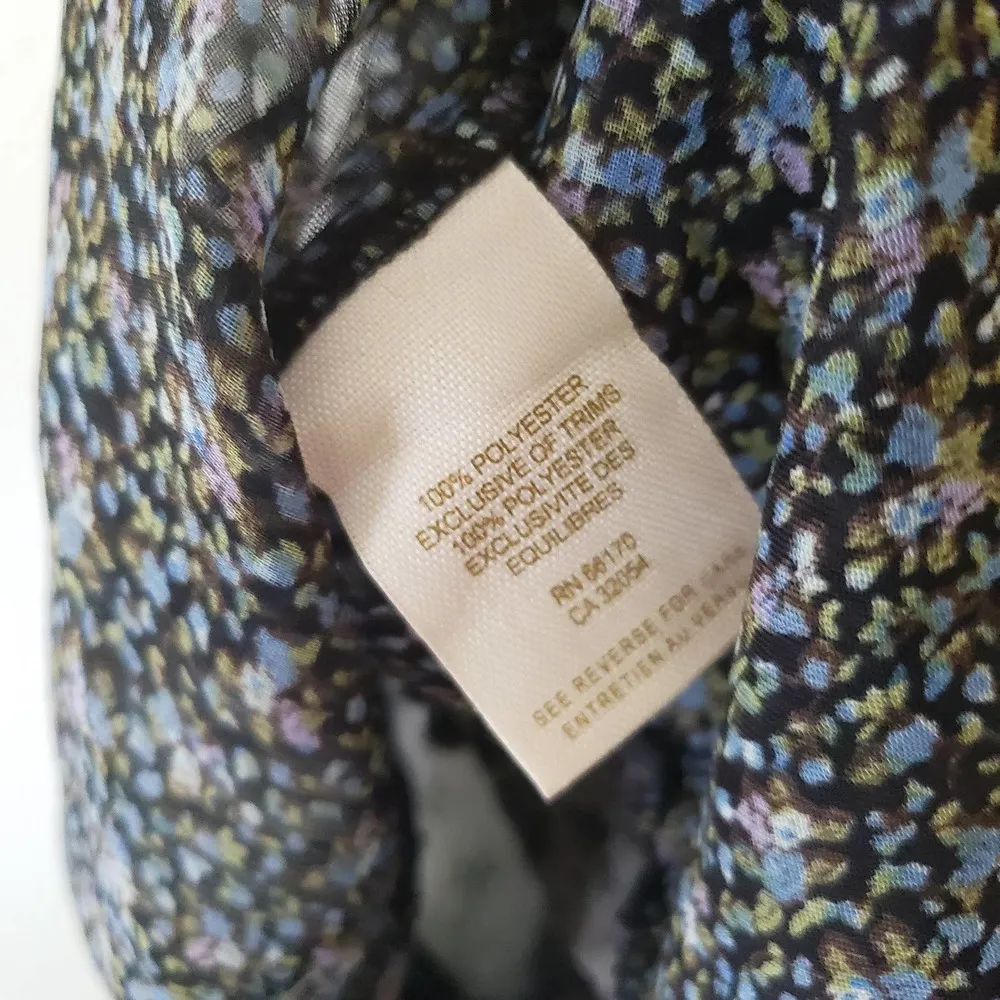 100% POLYESTER
EXCLUSIVE OF TRIMS
100% POLYESTER
EXCLUSIVITE DES
EQUILIBRES
RN 66170
CA 32054
SEE REVERSE FOR CARE
ENTRETIEN AU